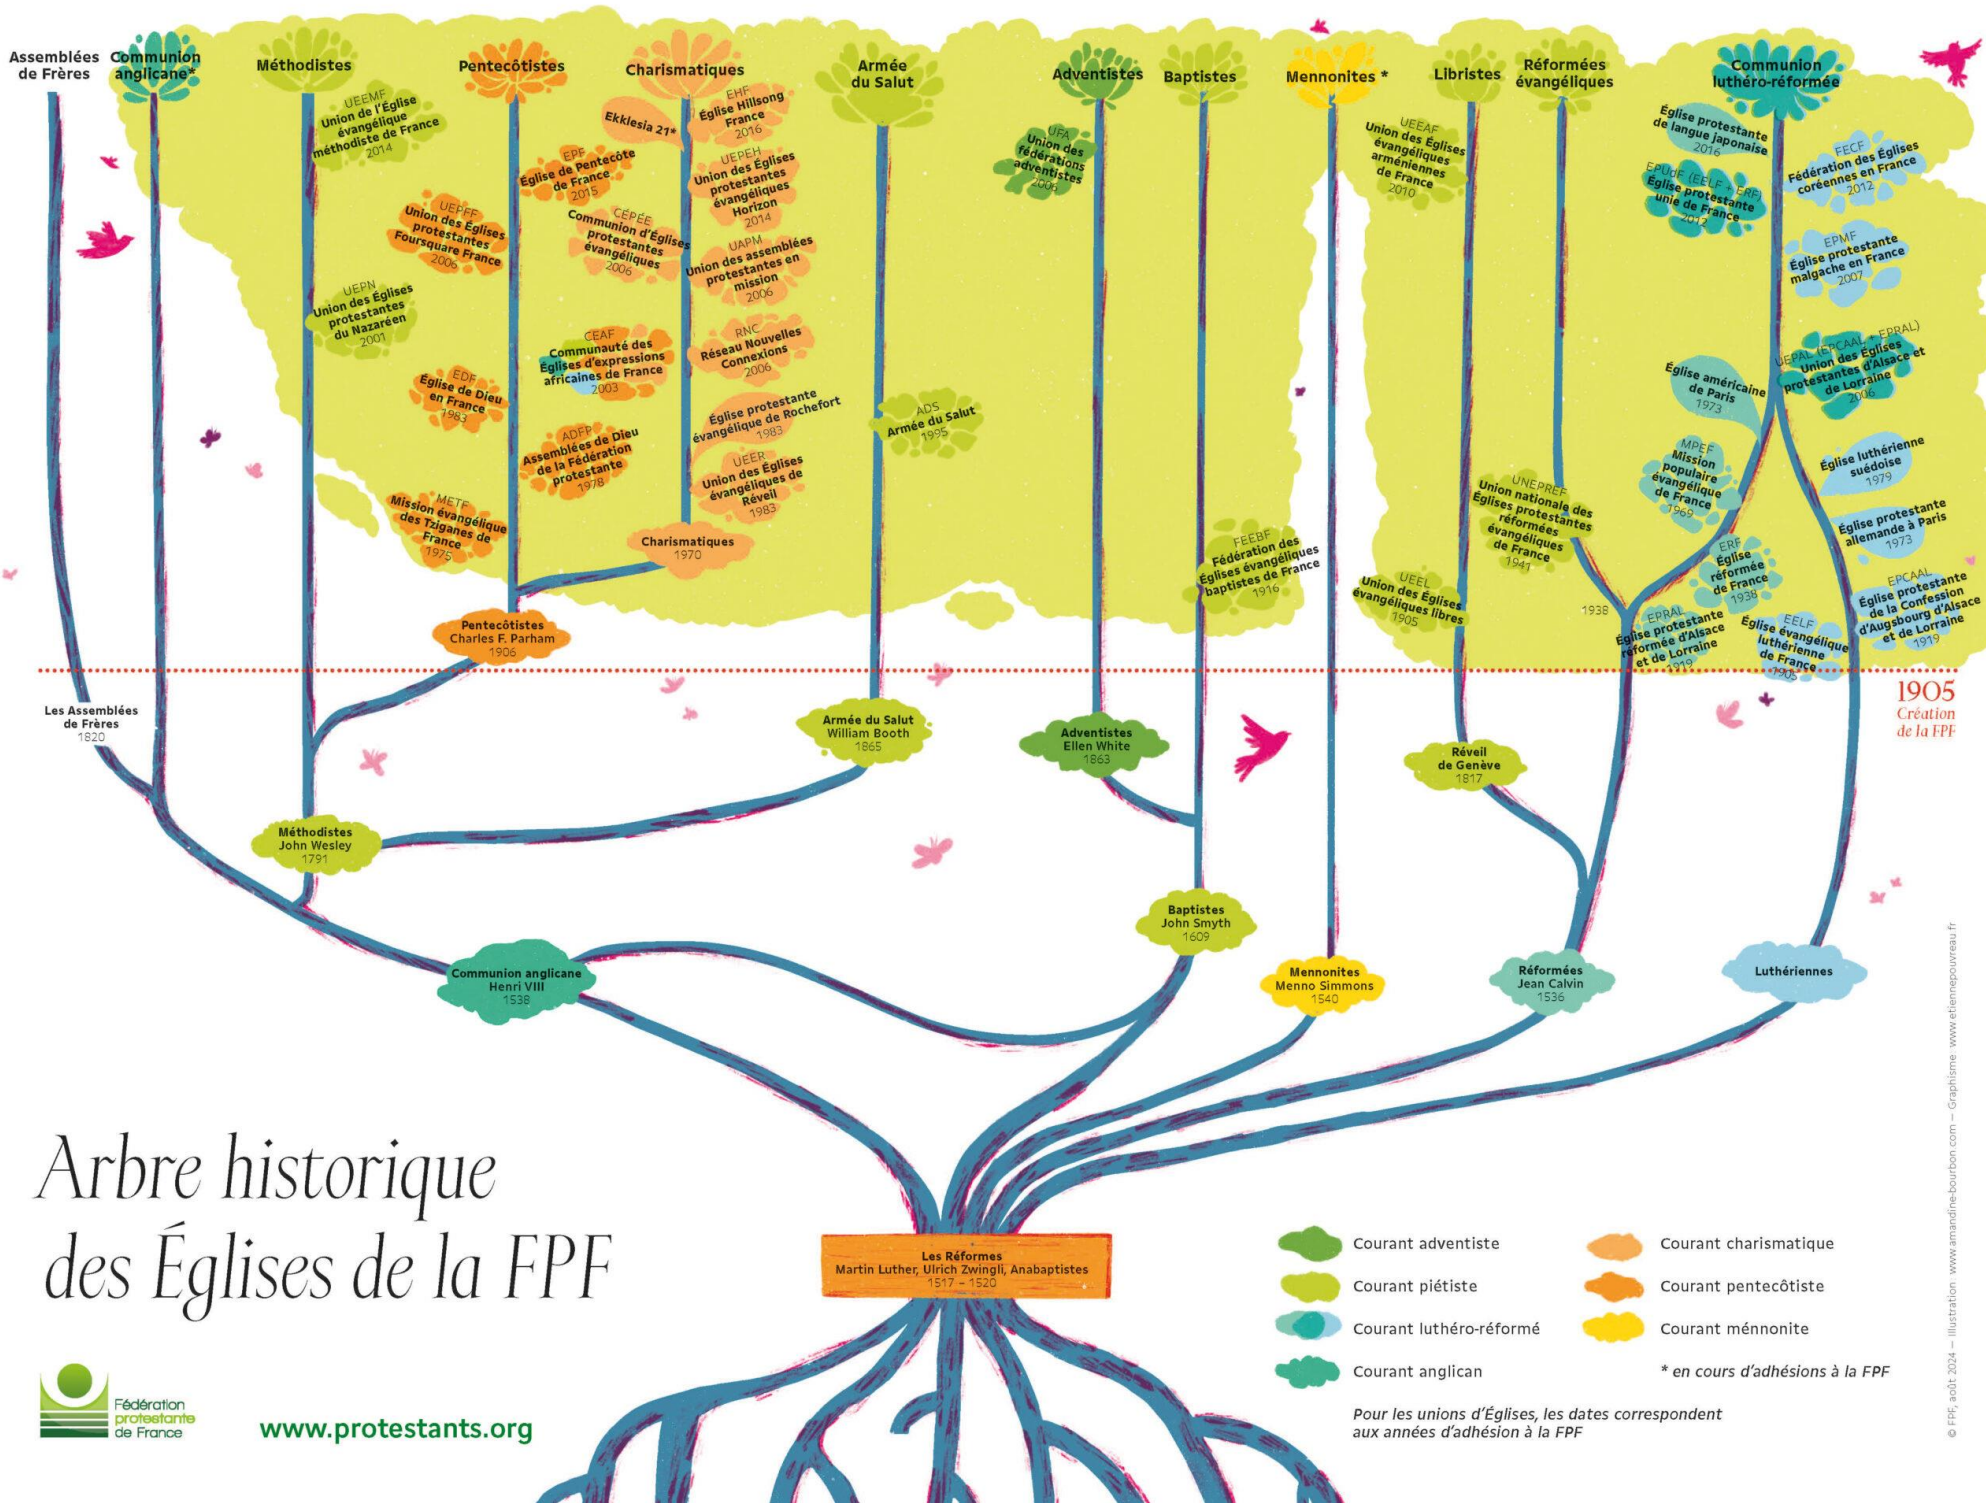 Assemblées
de Frères
Communion
anglicane*
Méthodistes
Pentecôtistes
Charismatiques
Armée
du Salut
Adventistes
Baptistes
Mennonites *
Libristes
Réformées
évangéliques
Communion
luthéro-réformée
UEEMF
Union de l'Église
évangélique
méthodiste de France
2014
UEPN
Union des Églises
protestantes
du Nazaréen
2001
EPF
Église de Pentecôte
de France
2015
UEPFF
Union des Églises
protestantes
Foursquare France
2006
EDF
Église de Dieu
en France
1983
METF
Mission évangélique
des Tziganes de
France
1975
CÉPÉE
Communion d'Églises
protestantes
évangéliques
2006
CEAF
Communauté des
Églises d'expressions
africaines de France
2003
ADFP
Assemblées de Dieu
de la Fédération
protestante
1978
Ekklesia 21*
EHF
Église Hillsong
France
2016
UEPEH
Union des Églises
protestantes
évangéliques
Horizon
2014
UAPM
Union des assemblées
protestantes en
mission
2006
RNC
Réseau Nouvelles
Connexions
2006
Église protestante
évangélique de Rochefort
1983
UEER
Union des Églises
évangéliques de
Réveil
1983
Charismatiques
1970
Pentecôtistes
Charles F. Parham
1906
ADS
Armée du Salut
1995
UFA
Union des
fédérations
adventistes
2006
FEEBF
Fédération des
Églises évangéliques
baptistes de France
1916
UEEAF
Union des Églises
évangéliques
arméniennes
de France
2010
UEEL
Union des Églises
évangéliques libres
1905
UNEPREF
Union nationale des
Églises protestantes
réformées
évangéliques
de France
1941
1938
Église protestante
de langue japonaise
2016
EPUdF (EELF + ERF)
Église protestante
unie de France
2012
FECF
Fédération des Églises
coréennes en France
2012
EPMF
Église protestante
malgache en France
2007
UEPAL (EPCAAL + EPRAL)
Union des Églises
protestantes d'Alsace et
de Lorraine
2006
Église américaine
de Paris
1973
MPEF
Mission
populaire
évangélique
de France
1969
Église luthérienne
suédoise
1979
Église protestante
allemande à Paris
1973
ERF
Église
réformée
de France
1938
EPRAL
Église protestante
réformée d'Alsace
et de Lorraine
1919
EELF
Église évangélique
luthérienne
de France
1905
EPCAAL
Église protestante
de la Confession
d'Augsbourg d'Alsace
et de Lorraine
1919
1905
Création
de la FPF
Les Assemblées
de Frères
1820
Armée du Salut
William Booth
1865
Adventistes
Ellen White
1863
Réveil
de Genève
1817
Méthodistes
John Wesley
1791
Baptistes
John Smyth
1609
Communion anglicane
Henri VIII
1538
Mennonites
Menno Simmons
1540
Réformées
Jean Calvin
1536
Luthériennes
Arbre historique
des Églises de la FPF
Les Réformes
Martin Luther, Ulrich Zwingli, Anabaptistes
1517 – 1520
Courant adventiste
Courant piétiste
Courant luthéro-réformé
Courant anglican
Courant charismatique
Courant pentecôtiste
Courant ménnonite
* en cours d'adhésions à la FPF
Pour les unions d'Églises, les dates correspondent
aux années d'adhésion à la FPF
Fédération
protestante
de France
www.protestants.org
© FPF, août 2024 – Illustration : www.amandine-bourbon.com – Graphisme : www.etiennepouvreau.fr